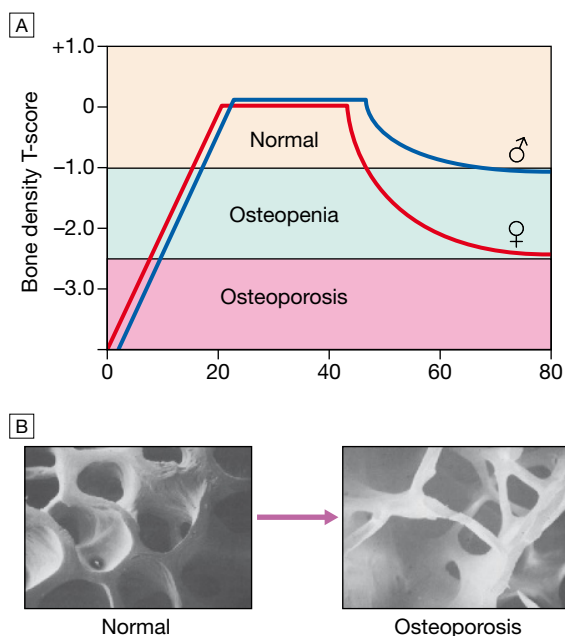 A
+1.0
0
−1.0
−2.0
−3.0
Bone density T-score
Normal
Osteopenia
Osteoporosis
♂
♀
0 20 40 60 80
B
Normal Osteoporosis